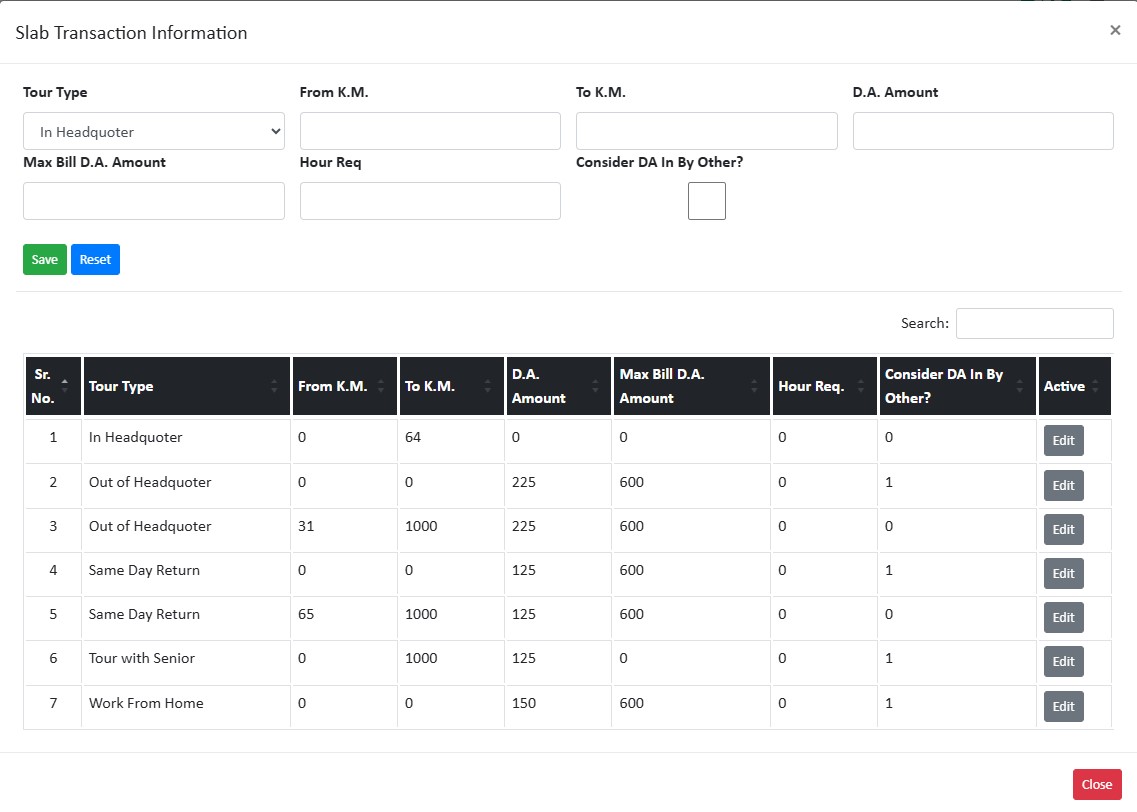 Slab Transaction Information ×
Tour Type From K.M. To K.M. D.A. Amount
In Headquoter
Max Bill D.A. Amount Hour Req Consider DA In By Other?
Save Reset
Search:
Sr. No. Tour Type From K.M. To K.M. D.A. Amount Max Bill D.A. Amount Hour Req. Consider DA In By Other? Active
1 In Headquoter 0 64 0 0 0 0 Edit
2 Out of Headquoter 0 0 225 600 0 1 Edit
3 Out of Headquoter 31 1000 225 600 0 0 Edit
4 Same Day Return 0 0 125 600 0 1 Edit
5 Same Day Return 65 1000 125 600 0 0 Edit
6 Tour with Senior 0 1000 125 0 0 1 Edit
7 Work From Home 0 0 150 600 0 1 Edit
Close